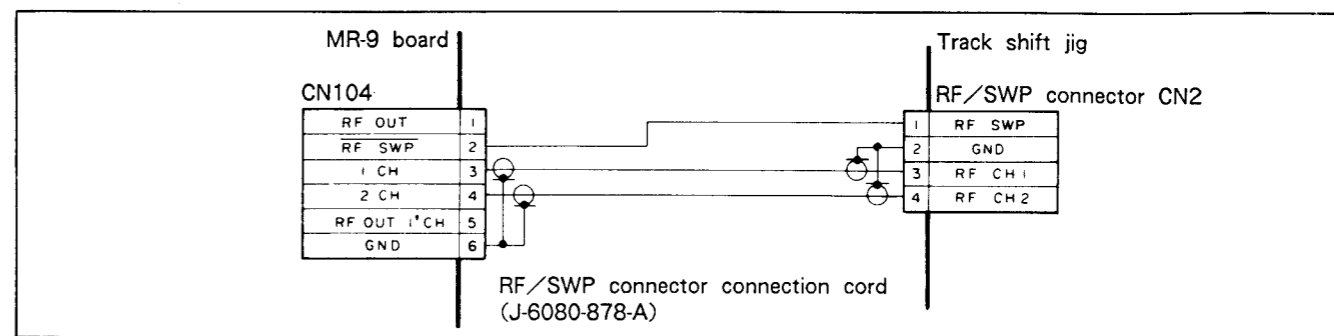 MR-9 board
Track shift jig
CN104
RF/SWP connector CN2
RF OUT 1
RF SWP 2
1 CH 3
2 CH 4
RF OUT 1'CH 5
GND 6
1 RF SWP
2 GND
3 RF CH1
4 RF CH2
RF/SWP connector connection cord
(J-6080-878-A)